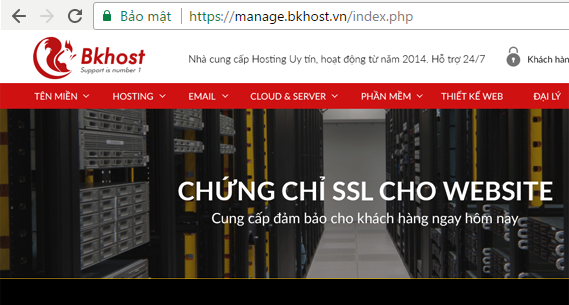 Bảo mật https://manage.bkhost.vn/index.php
Bkhost
Support is number 1
Nhà cung cấp Hosting Uy tín, hoạt động từ năm 2014. Hỗ trợ 24/7
Khách hàn
TÊN MIỀN HOSTING EMAIL CLOUD & SERVER PHẦN MỀM THIẾT KẾ WEB ĐẠI LÝ
CHỨNG CHỈ SSL CHO WEBSITE
Cung cấp đảm bảo cho khách hàng ngay hôm nay